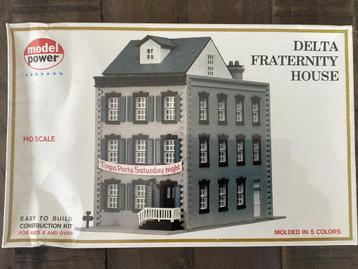 model
power
DELTA
FRATERNITY
HOUSE
HO SCALE
Toga Party Saturday night
EASY TO BUILD
CONSTRUCTION KIT
FOR AGES 8 AND OVER
MOLDED IN 5 COLORS